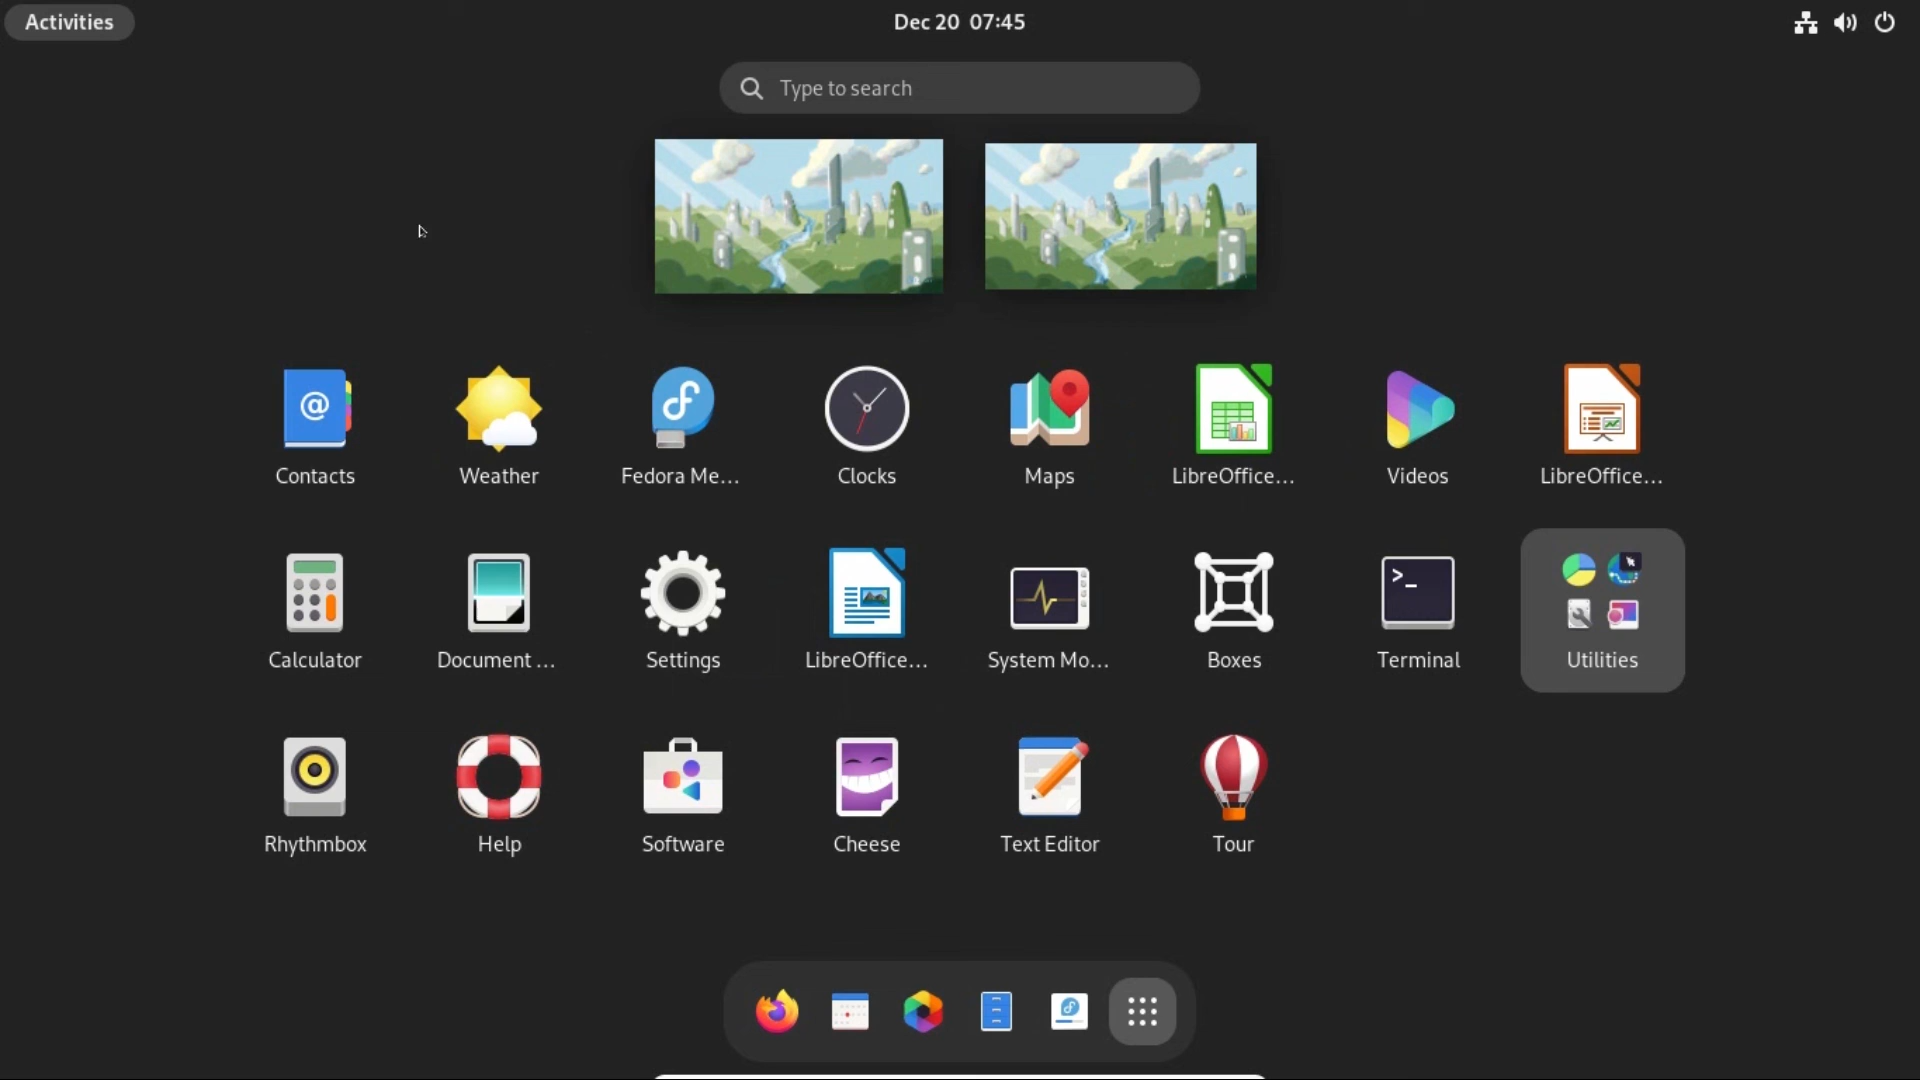 Activities
Dec 20 07:45
Type to search
Contacts
Weather
Fedora Me...
Clocks
Maps
LibreOffice...
Videos
LibreOffice...
Calculator
Document ...
Settings
LibreOffice...
System Mo...
Boxes
Terminal
Utilities
Rhythmbox
Help
Software
Cheese
Text Editor
Tour